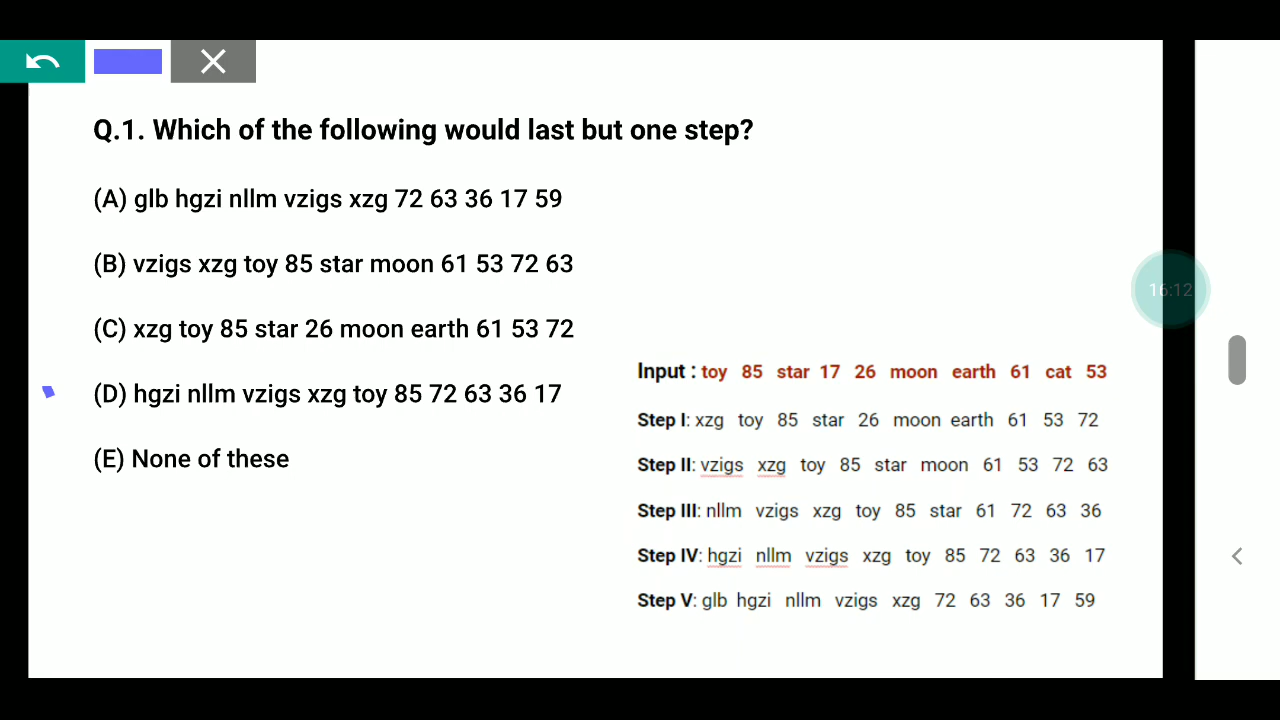 Q.1. Which of the following would last but one step?
(A) glb hgzi nllm vzigs xzg 72 63 36 17 59
(B) vzigs xzg toy 85 star moon 61 53 72 63
(C) xzg toy 85 star 26 moon earth 61 53 72
(D) hgzi nllm vzigs xzg toy 85 72 63 36 17
(E) None of these
16:12
Input : toy 85 star 17 26 moon earth 61 cat 53
Step I: xzg toy 85 star 26 moon earth 61 53 72
Step II: vzigs xzg toy 85 star moon 61 53 72 63
Step III: nllm vzigs xzg toy 85 star 61 72 63 36
Step IV: hgzi nllm vzigs xzg toy 85 72 63 36 17
Step V: glb hgzi nllm vzigs xzg 72 63 36 17 59